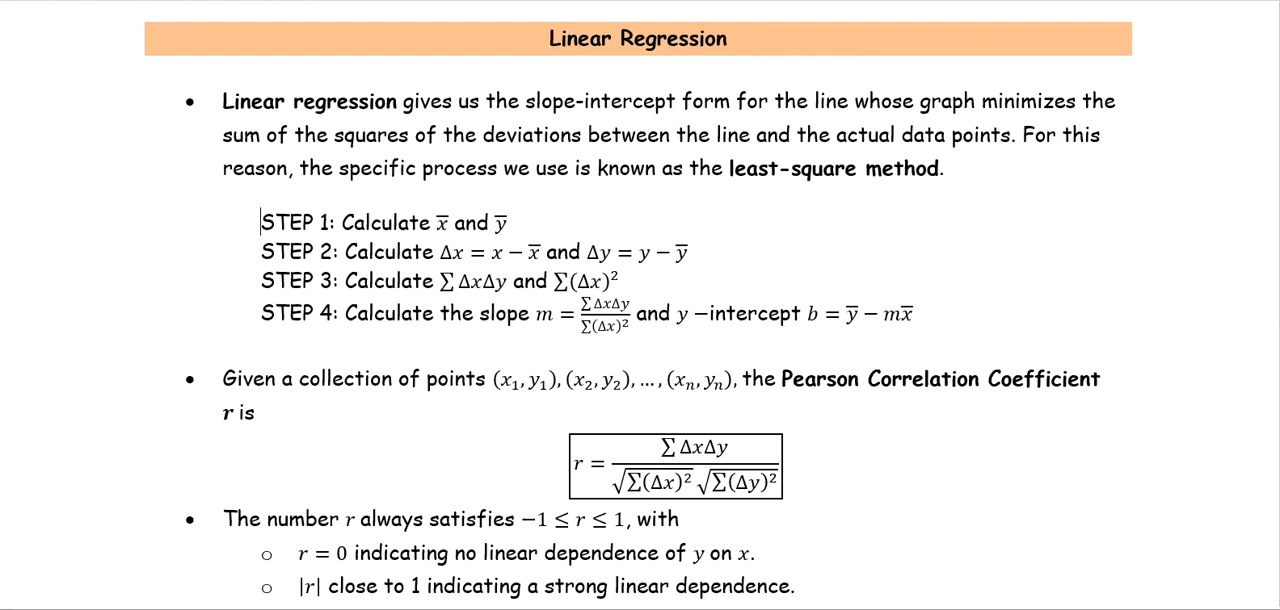 Linear Regression
• Linear regression gives us the slope-intercept form for the line whose graph minimizes the
sum of the squares of the deviations between the line and the actual data points. For this
reason, the specific process we use is known as the least-square method.
STEP 1: Calculate x̅ and y̅
STEP 2: Calculate Δx = x − x̅ and Δy = y − y̅
STEP 3: Calculate ∑ ΔxΔy and ∑(Δx)²
STEP 4: Calculate the slope m = ∑ ΔxΔy / ∑(Δx)² and y −intercept b = y̅ − mx̅
• Given a collection of points (x₁, y₁), (x₂, y₂), … , (xₙ, yₙ), the Pearson Correlation Coefficient
r is
r = ∑ ΔxΔy / √∑(Δx)² √∑(Δy)²
• The number r always satisfies −1 ≤ r ≤ 1, with
o r = 0 indicating no linear dependence of y on x.
o |r| close to 1 indicating a strong linear dependence.